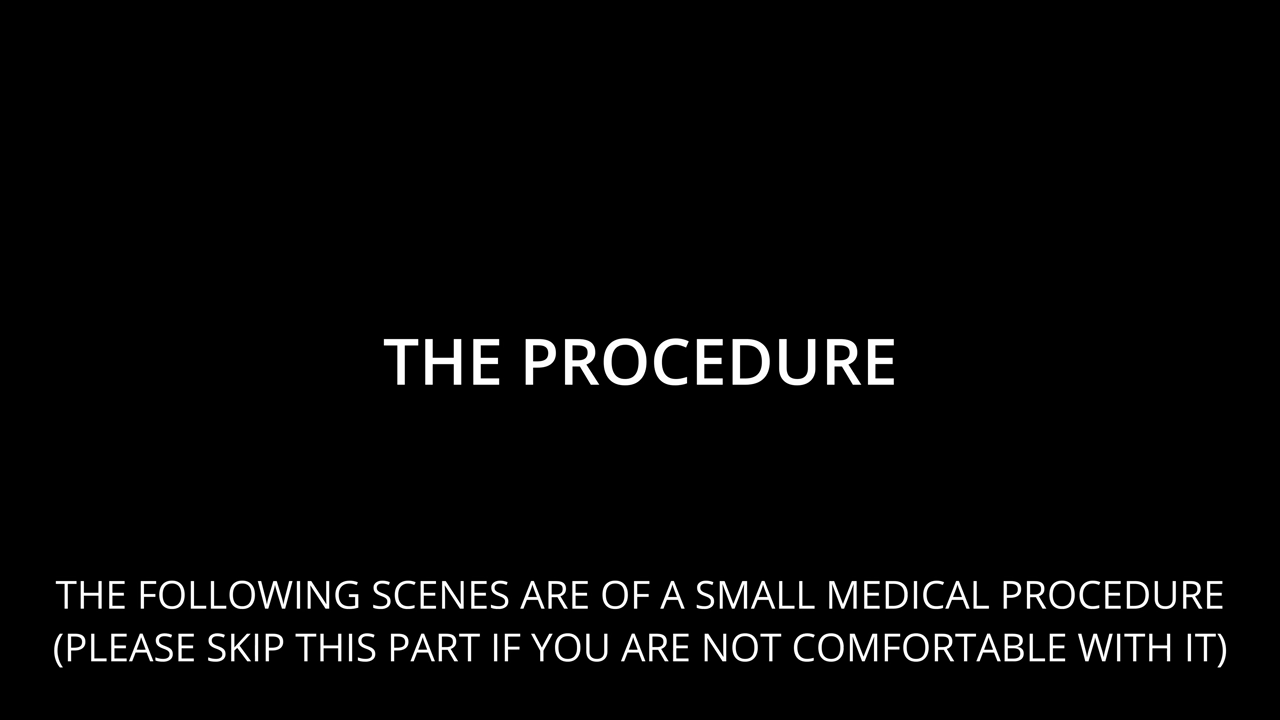 THE PROCEDURE
THE FOLLOWING SCENES ARE OF A SMALL MEDICAL PROCEDURE
(PLEASE SKIP THIS PART IF YOU ARE NOT COMFORTABLE WITH IT)